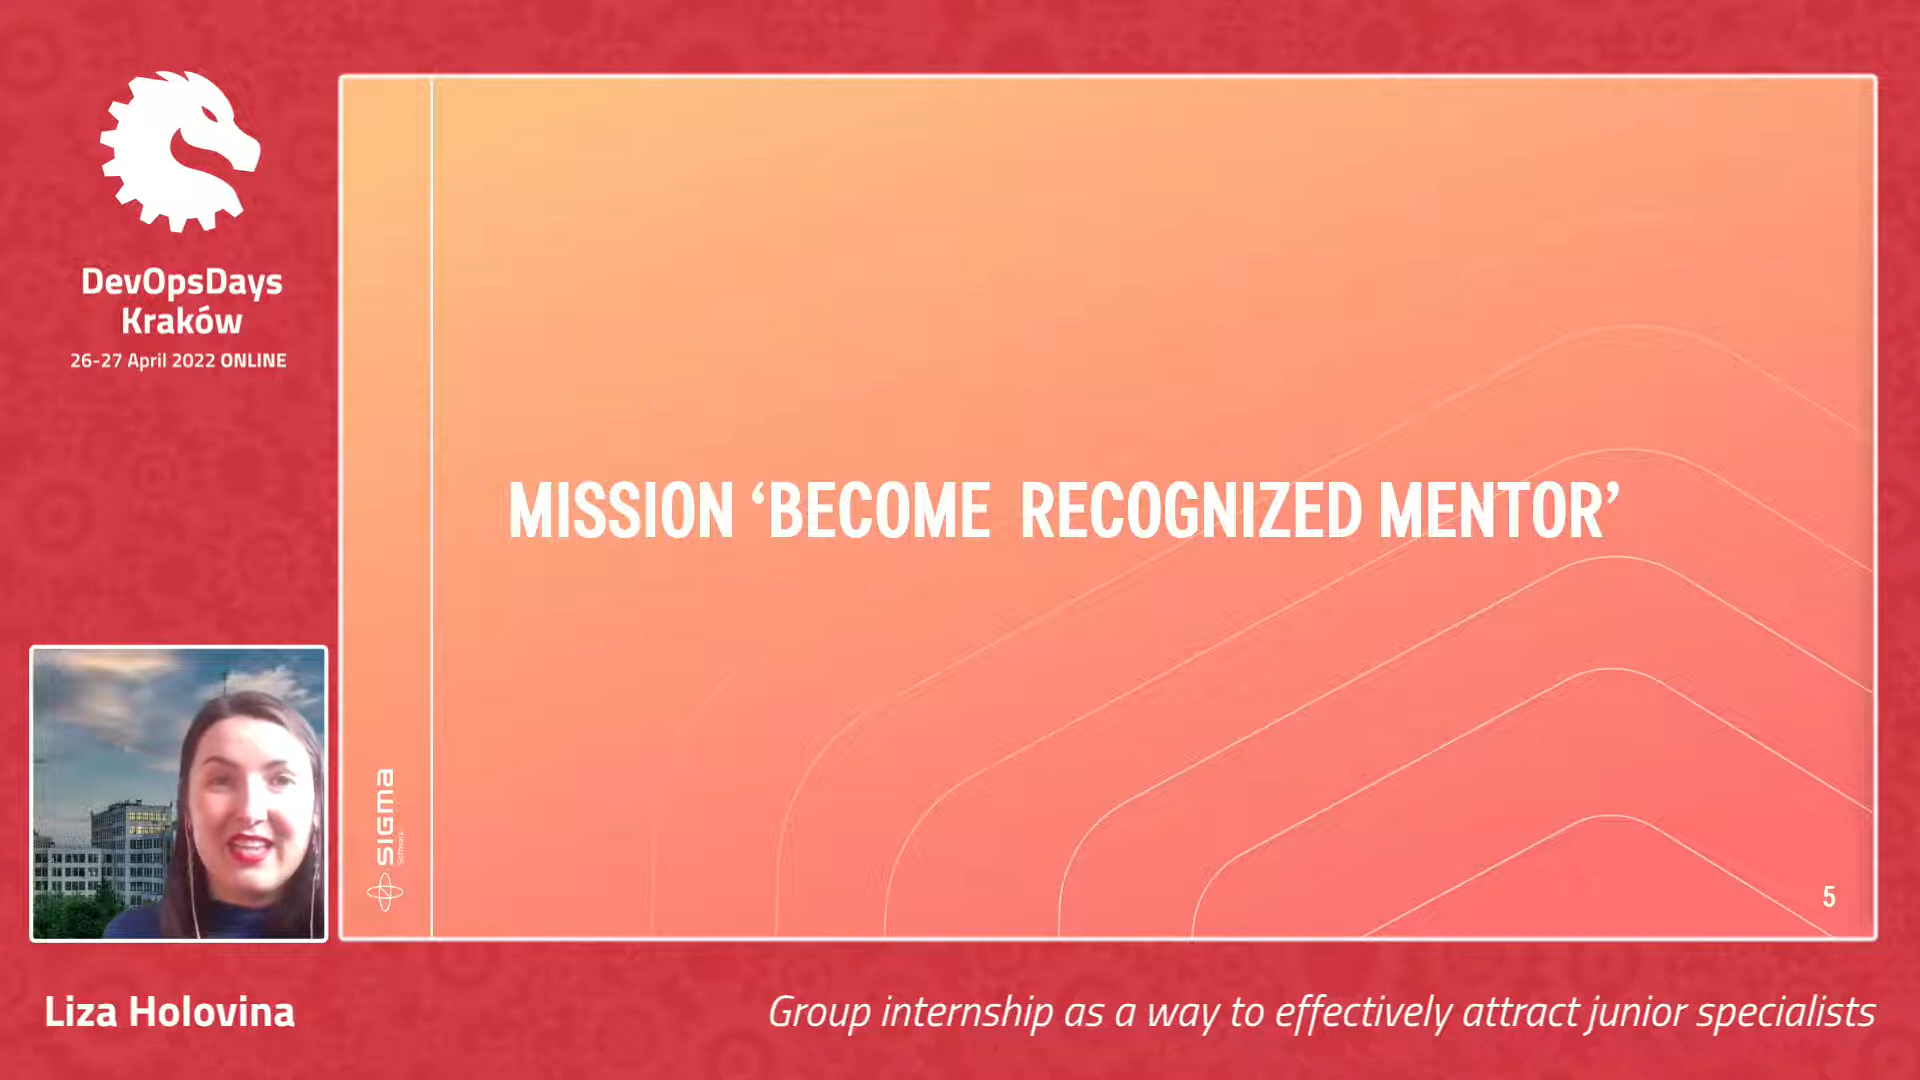 DevOpsDays
Kraków
26-27 April 2022 ONLINE
MISSION ‘BECOME  RECOGNIZED MENTOR’
sigma
software
5
Liza Holovina
Group internship as a way to effectively attract junior specialists